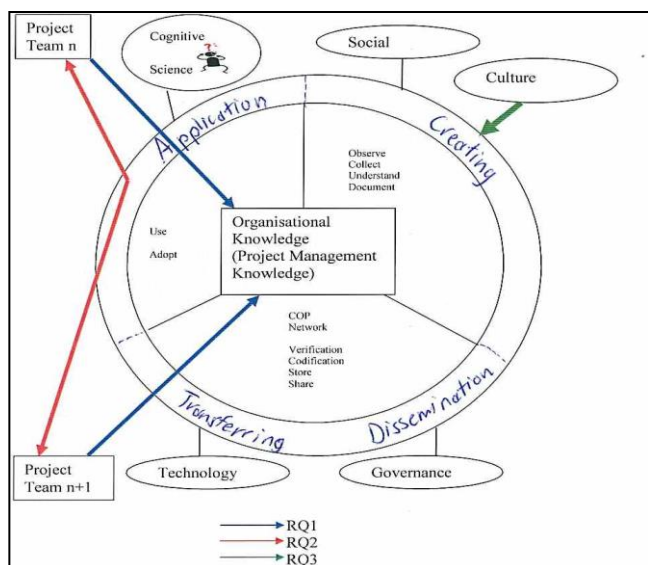 Project
Team n
Cognitive
Science
Social
Culture
Application
Creating
Observe
Collect
Understand
Document
Use
Adopt
Organisational
Knowledge
(Project Management
Knowledge)
COP
Network
Verification
Codification
Store
Share
Transferring
Dissemination
Project
Team n+1
Technology
Governance
RQ1
RQ2
RQ3